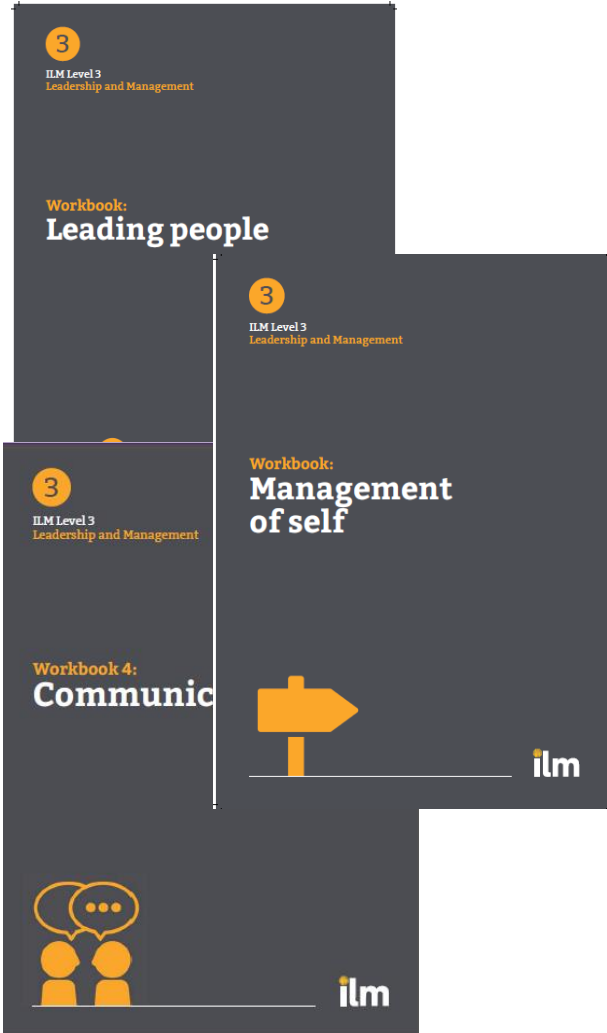 3
ILM Level 3
Leadership and Management
Workbook:
Leading people
3
ILM Level 3
Leadership and Management
Workbook:
Management
of self
ilm
3
ILM Level 3
Leadership and Management
Workbook 4:
Communic
ilm